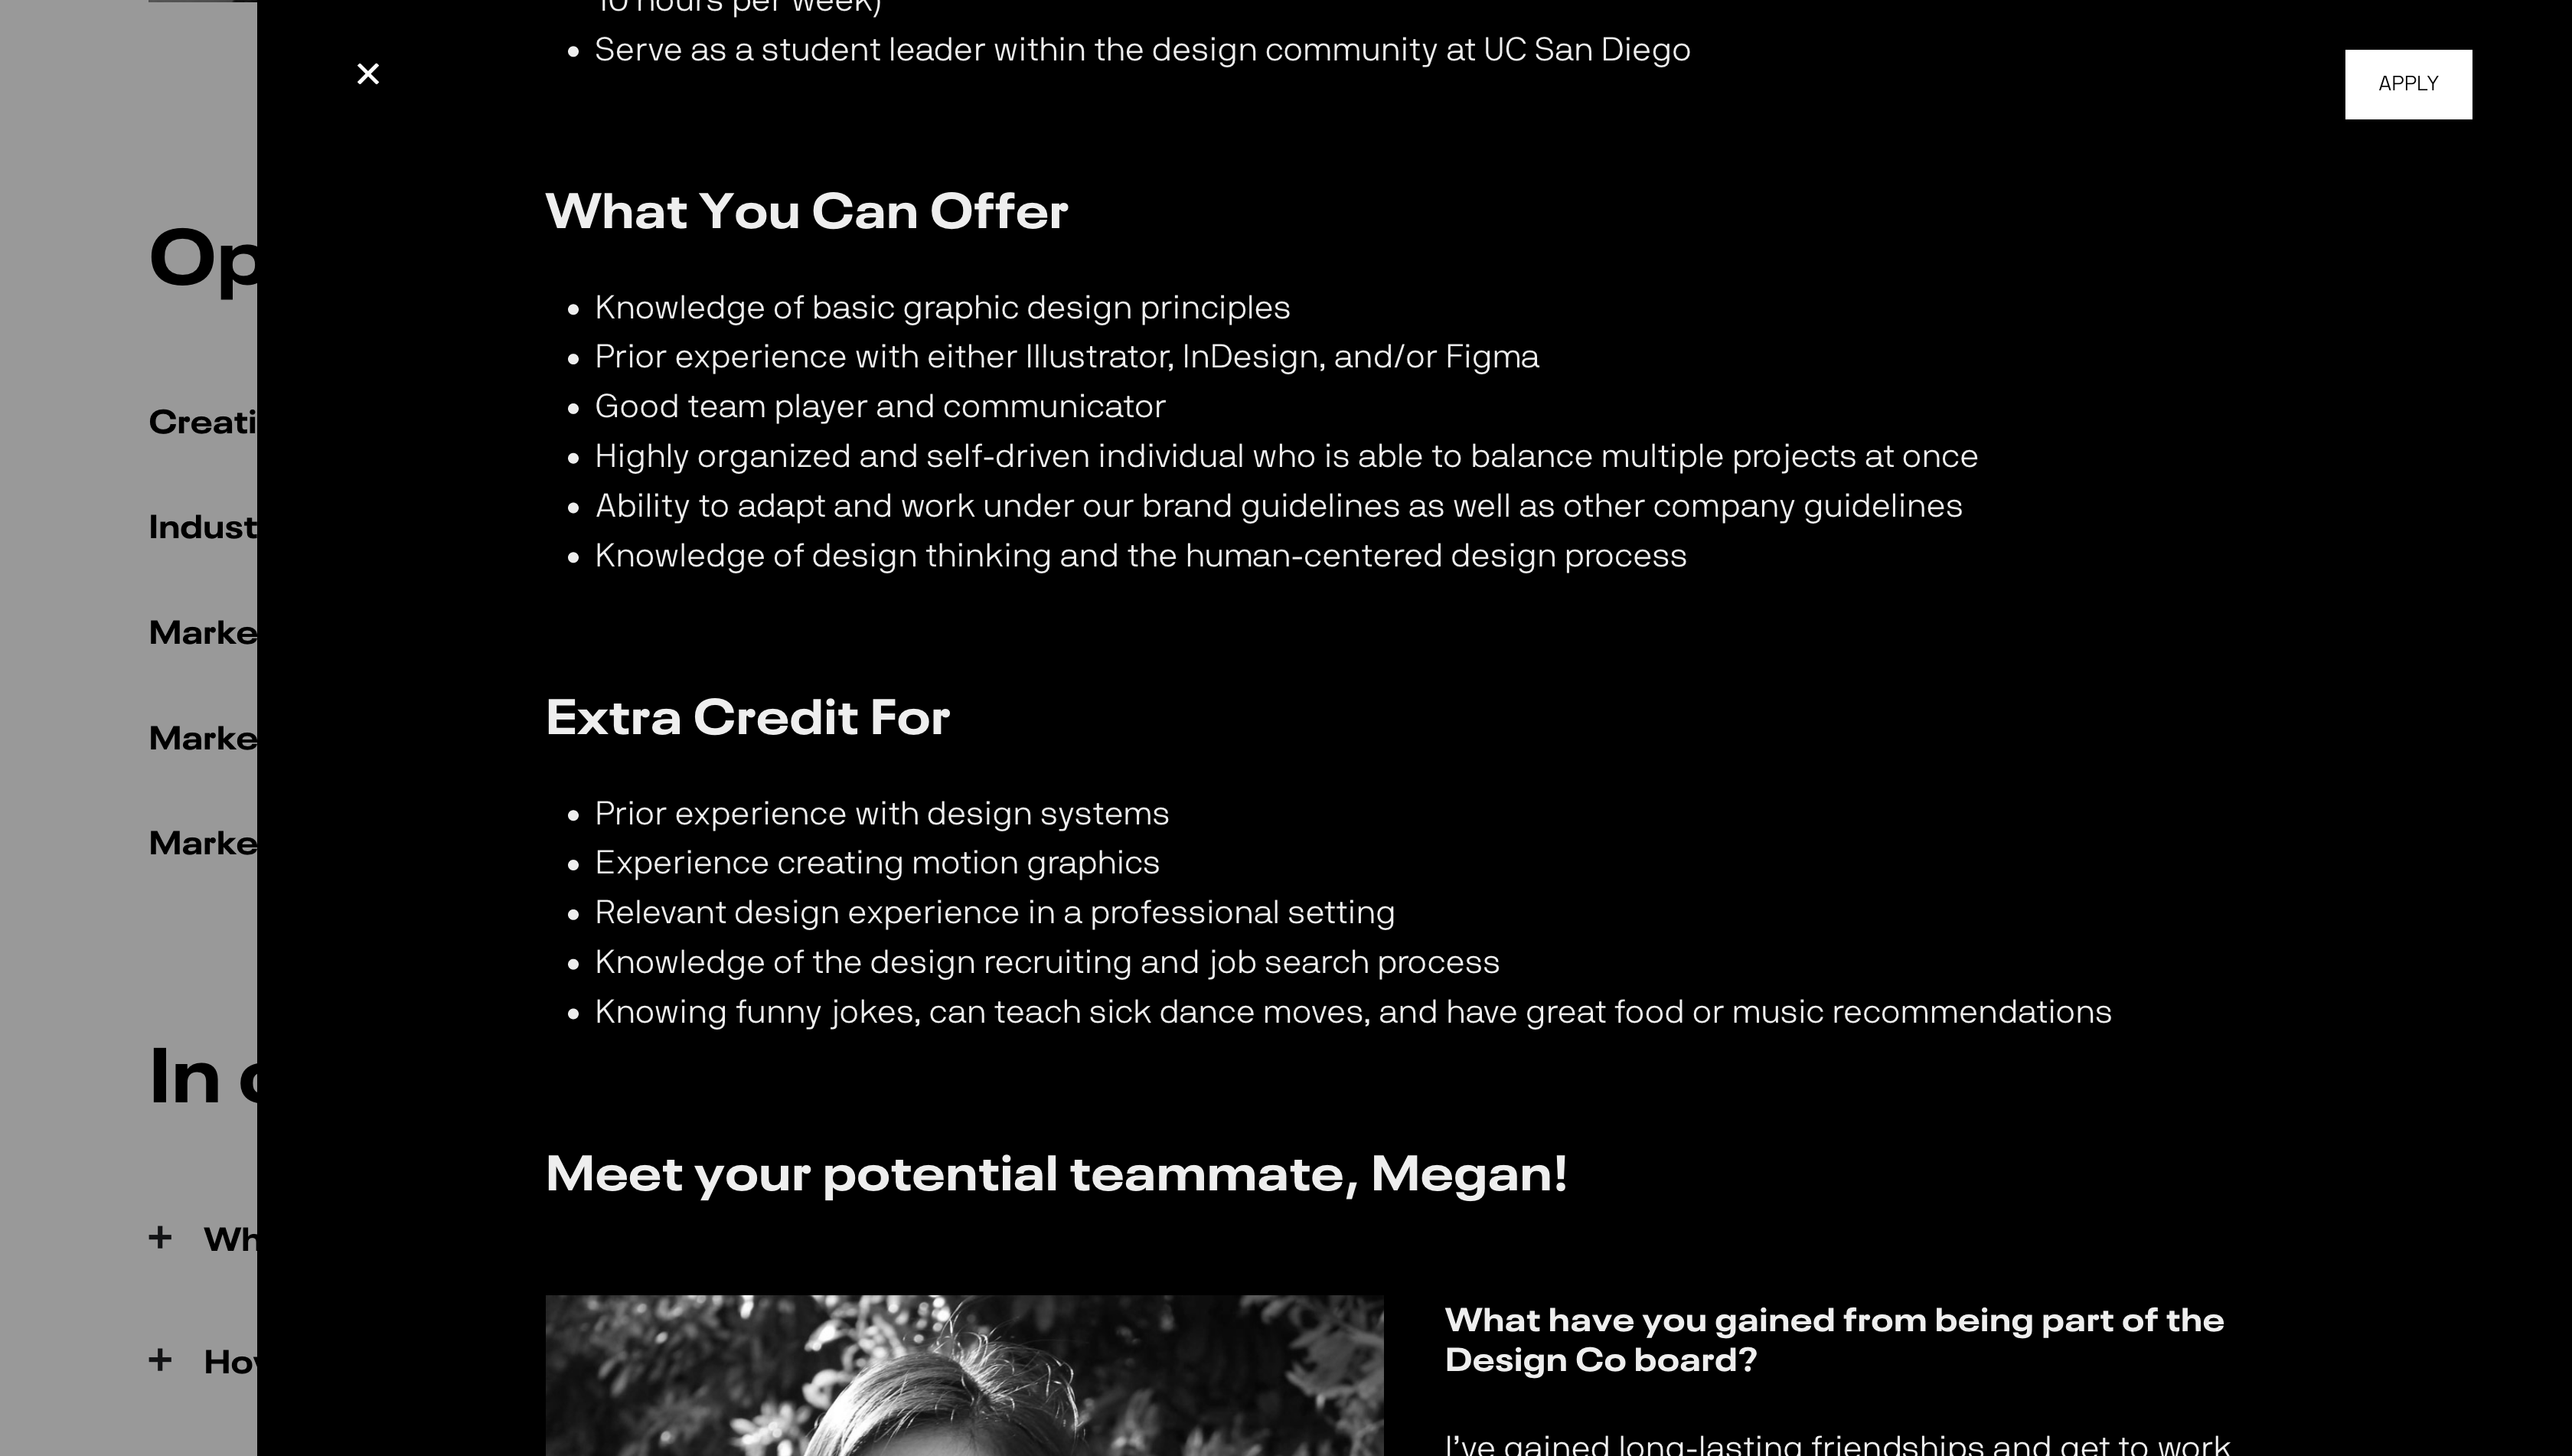 10 hours per week)
Serve as a student leader within the design community at UC San Diego
APPLY
What You Can Offer
Knowledge of basic graphic design principles
Prior experience with either Illustrator, InDesign, and/or Figma
Good team player and communicator
Highly organized and self-driven individual who is able to balance multiple projects at once
Ability to adapt and work under our brand guidelines as well as other company guidelines
Knowledge of design thinking and the human-centered design process
Extra Credit For
Prior experience with design systems
Experience creating motion graphics
Relevant design experience in a professional setting
Knowledge of the design recruiting and job search process
Knowing funny jokes, can teach sick dance moves, and have great food or music recommendations
Meet your potential teammate, Megan!
What have you gained from being part of the
Design Co board?
I've gained long-lasting friendships and get to work
Op
Creati
Indust
Marke
Marke
Marke
In
+ Wh
+ Ho